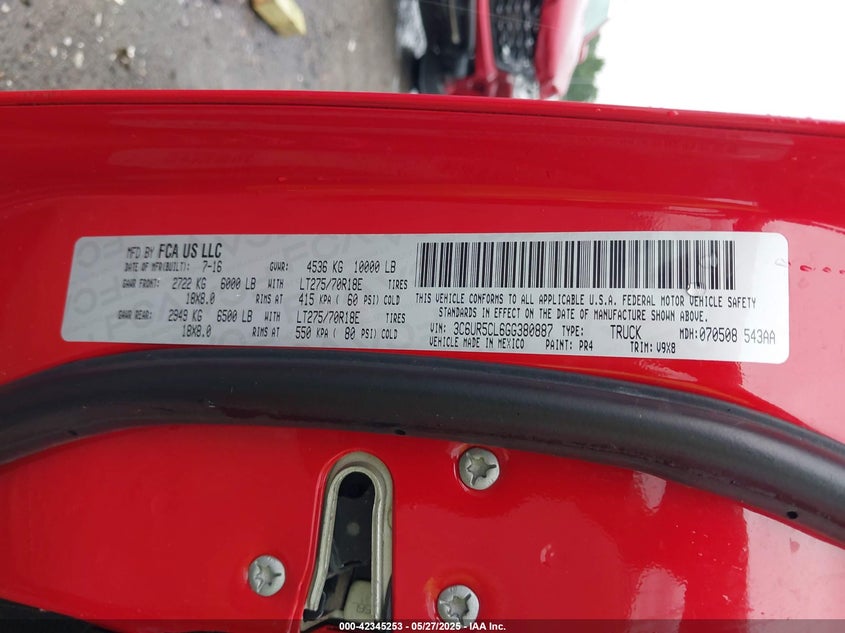 MFD BY FCA US LLC
DATE OF MFR(BUILT): 7-16 GVWR: 4536 KG 10000 LB
GAWR FRONT: 2722 KG 6000 LB WITH LT275/70R18E TIRES
18X8.0 RIMS AT 415 KPA ( 60 PSI) COLD
GAWR REAR: 2949 KG 6500 LB WITH LT275/70R18E TIRES
18X8.0 RIMS AT 550 KPA ( 80 PSI) COLD
THIS VEHICLE CONFORMS TO ALL APPLICABLE U.S.A. FEDERAL MOTOR VEHICLE SAFETY
STANDARDS IN EFFECT ON THE DATE OF MANUFACTURE SHOWN ABOVE.
VIN: 3C6UR5CL6GG380887 TYPE: TRUCK MDH: 070508 543AA
VEHICLE MADE IN MEXICO PAINT: PR4 TRIM: V9X8
000-42345253 - 05/27/2025 - IAA Inc.